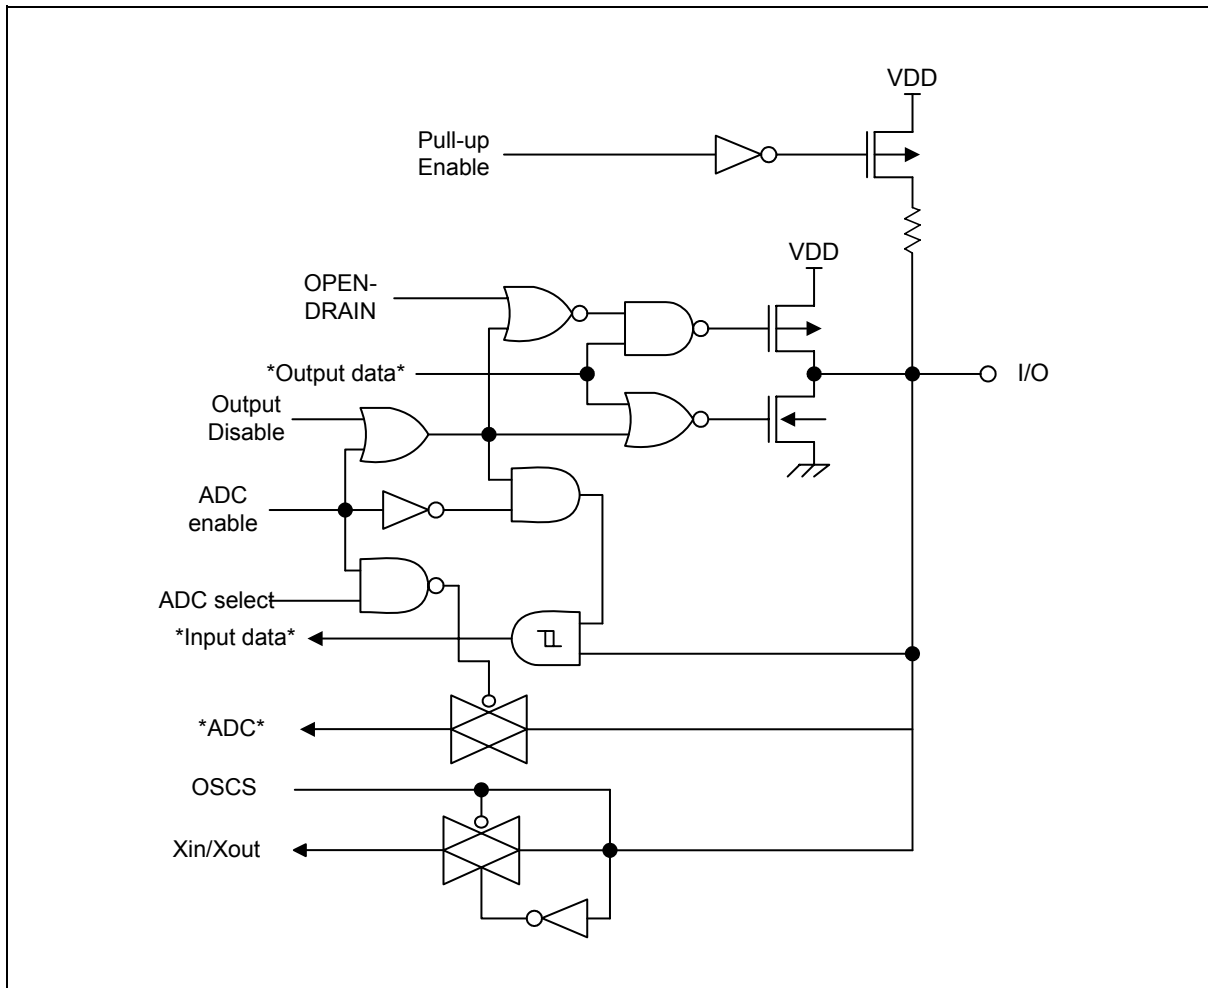 VDD
Pull-up
Enable
VDD
OPEN-
DRAIN
*Output data*
I/O
Output
Disable
ADC
enable
ADC select
*Input data*
*ADC*
OSCS
Xin/Xout